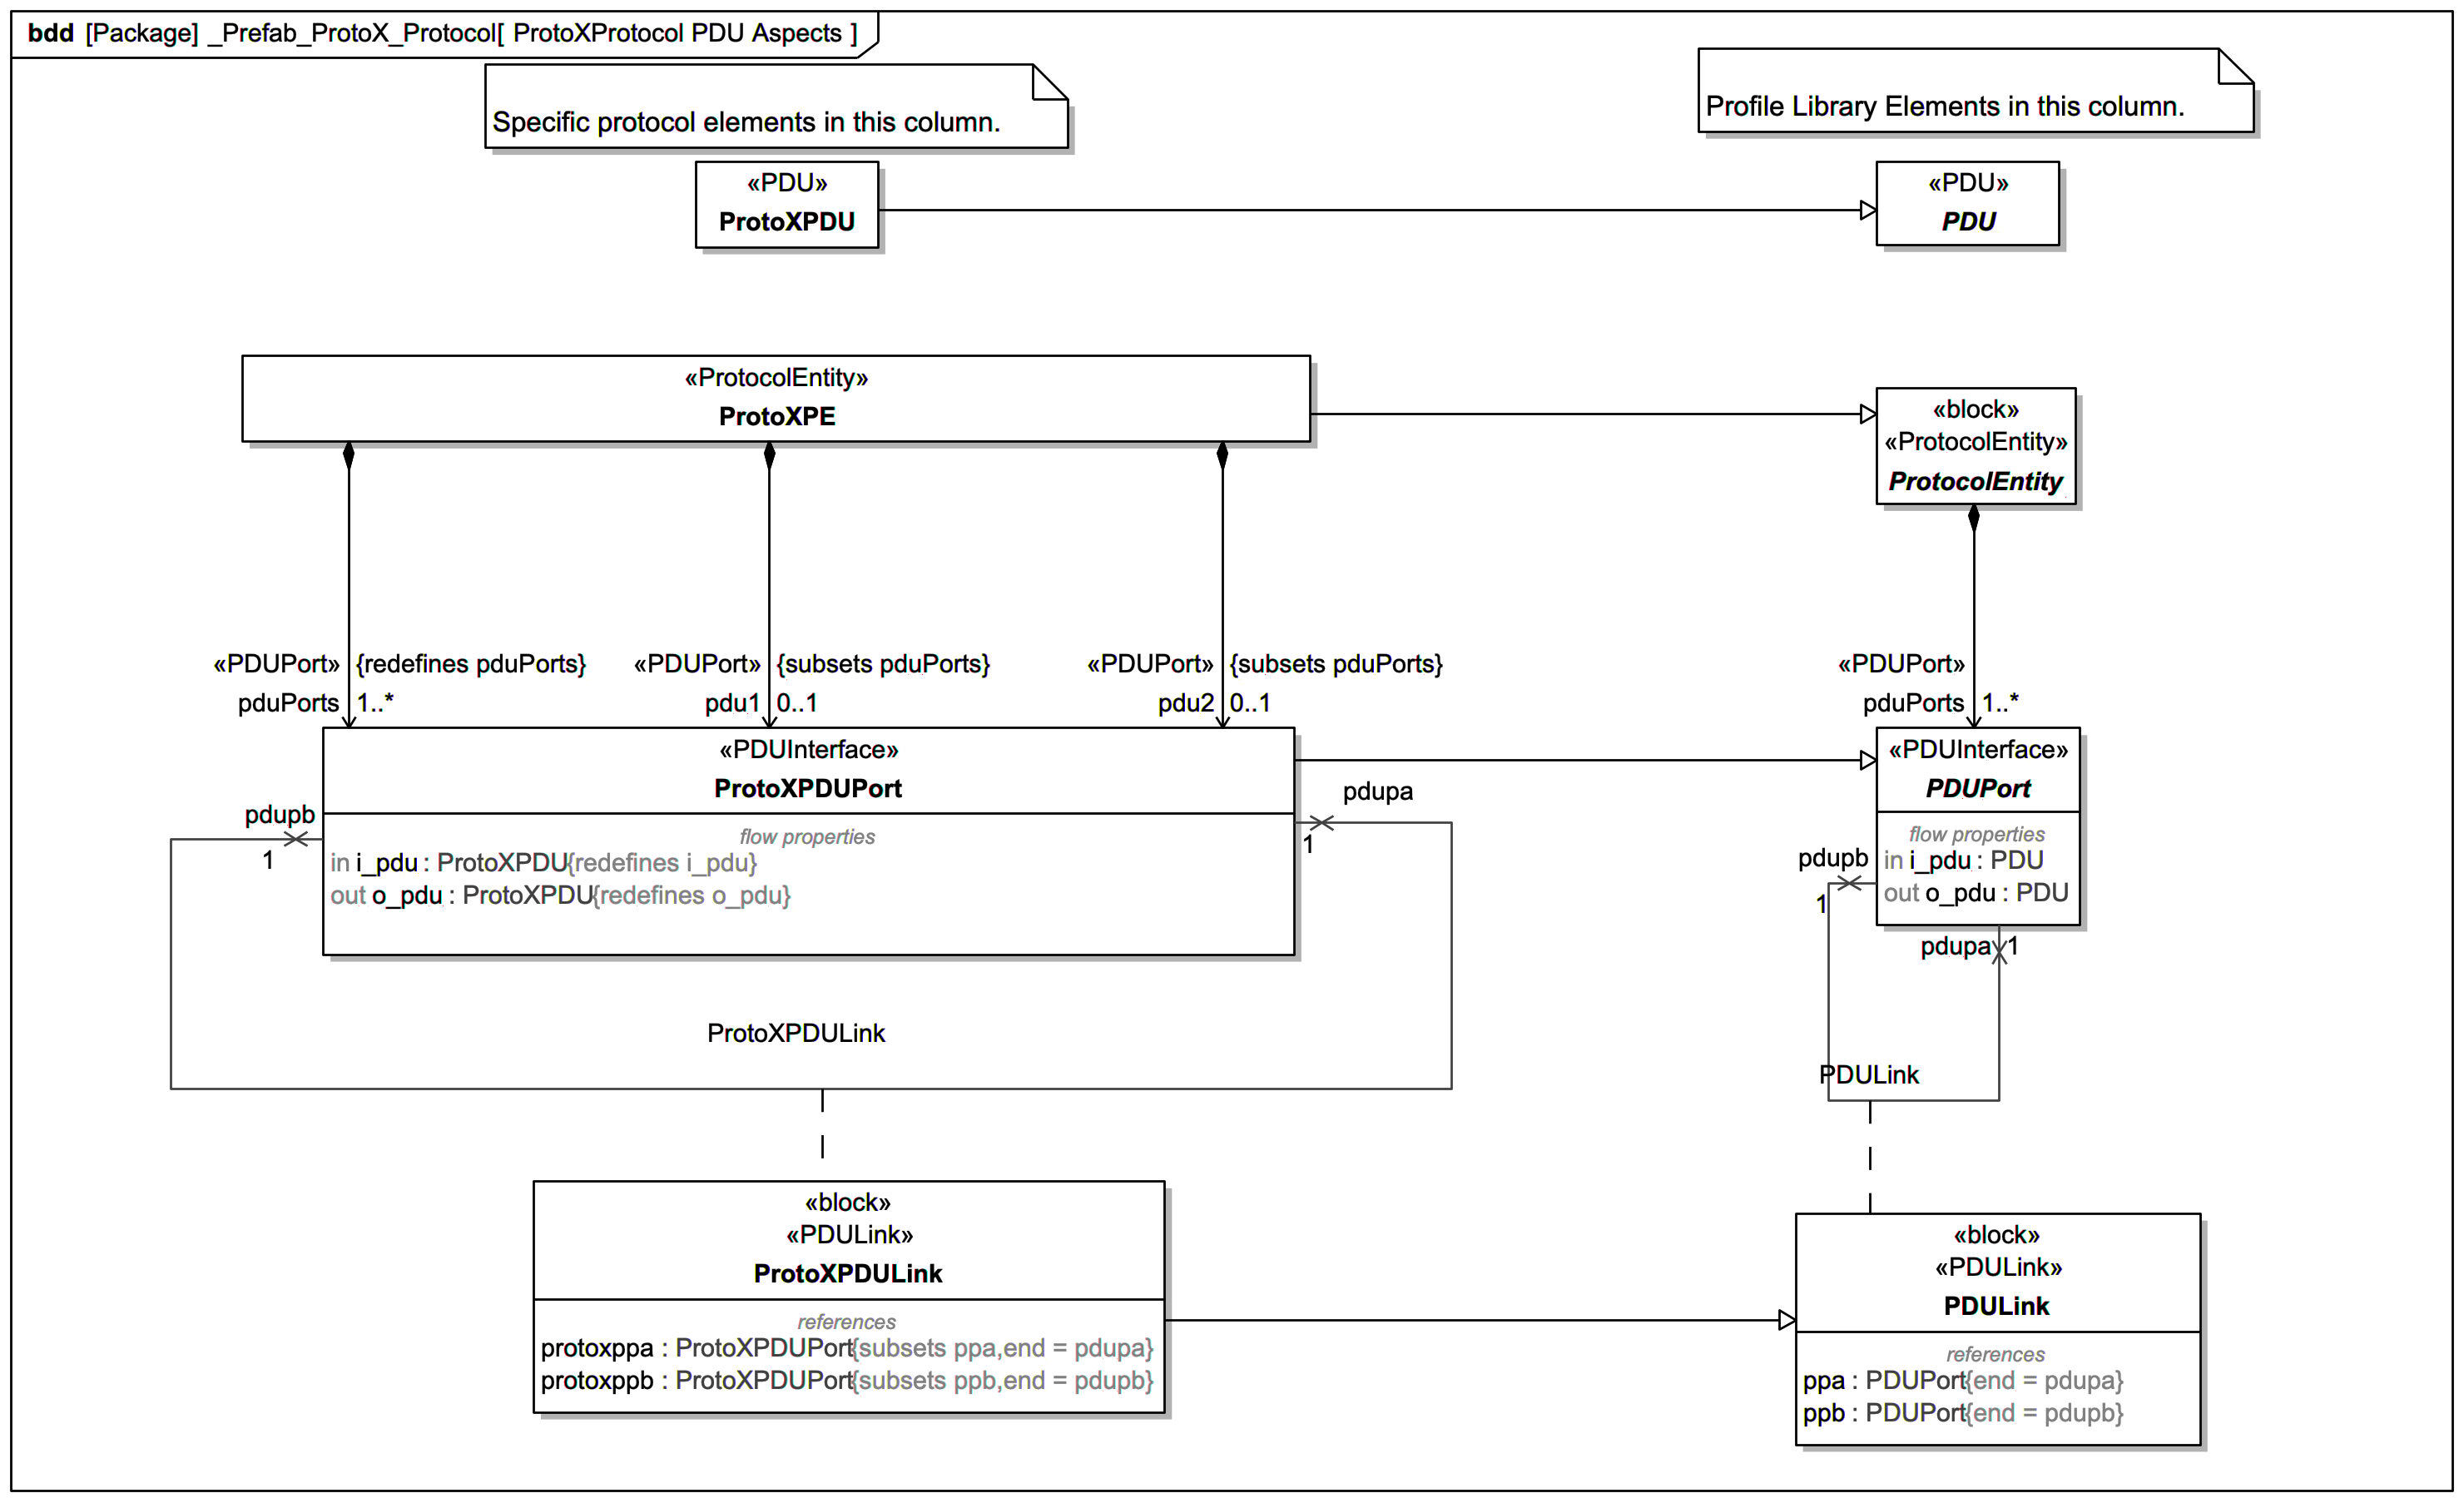 bdd [Package] _Prefab_ProtoX_Protocol[ ProtoXProtocol PDU Aspects ]
Specific protocol elements in this column.
Profile Library Elements in this column.
«PDU»
ProtoXPDU
«PDU»
PDU
«ProtocolEntity»
ProtoXPE
«block»
«ProtocolEntity»
ProtocolEntity
«PDUPort» {redefines pduPorts}
pduPorts 1..*
«PDUPort» {subsets pduPorts}
pdu1 0..1
«PDUPort» {subsets pduPorts}
pdu2 0..1
«PDUPort»
pduPorts 1..*
«PDUInterface»
ProtoXPDUPort
flow properties
in i_pdu : ProtoXPDU{redefines i_pdu}
out o_pdu : ProtoXPDU{redefines o_pdu}
pdupb
1
pdupa
1
ProtoXPDULink
«PDUInterface»
PDUPort
flow properties
in i_pdu : PDU
out o_pdu : PDU
pdupb
1
pdupa 1
PDULink
«block»
«PDULink»
ProtoXPDULink
references
protoxppa : ProtoXPDUPort{subsets ppa,end = pdupa}
protoxppb : ProtoXPDUPort{subsets ppb,end = pdupb}
«block»
«PDULink»
PDULink
references
ppa : PDUPort{end = pdupa}
ppb : PDUPort{end = pdupb}